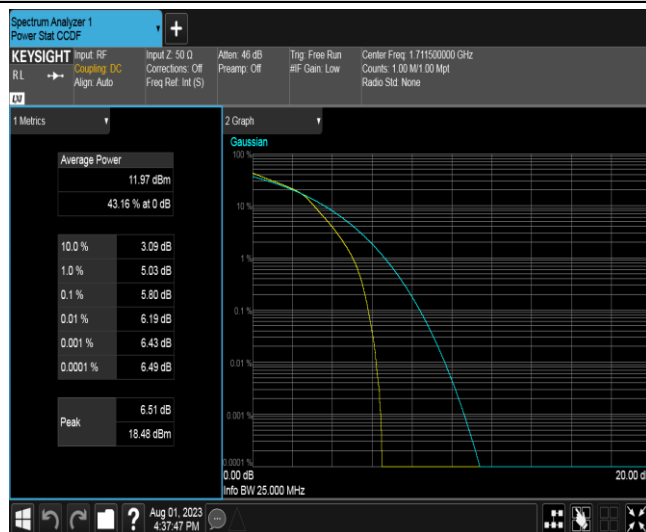 Spectrum Analyzer 1
Power Stat CCDF
KEYSIGHT
RL
LXI
Input: RF
Coupling: DC
Align: Auto
Input Z: 50 Ω
Corrections: Off
Freq Ref: Int (S)
Atten: 46 dB
Preamp: Off
Trig: Free Run
#IF Gain: Low
Center Freq: 1.711500000 GHz
Counts: 1.00 M/1.00 Mpt
Radio Std: None
1 Metrics
Average Power
11.97 dBm
43.16 % at 0 dB
10.0 % 3.09 dB
1.0 % 5.03 dB
0.1 % 5.80 dB
0.01 % 6.19 dB
0.001 % 6.43 dB
0.0001 % 6.49 dB
Peak
6.51 dB
18.48 dBm
2 Graph
Gaussian
100 %
10 %
1 %
0.1 %
0.01 %
0.001 %
0.0001 %
0.00 dB
20.00 d
Info BW 25.000 MHz
Aug 01, 2023
4:37:47 PM